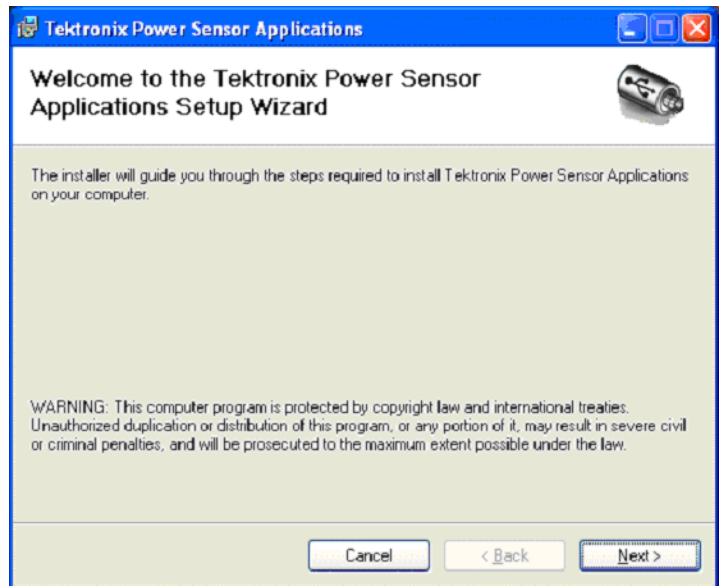 Tektronix Power Sensor Applications
Welcome to the Tektronix Power Sensor
Applications Setup Wizard
The installer will guide you through the steps required to install Tektronix Power Sensor Applications
on your computer.
WARNING: This computer program is protected by copyright law and international treaties.
Unauthorized duplication or distribution of this program, or any portion of it, may result in severe civil
or criminal penalties, and will be prosecuted to the maximum extent possible under the law.
Cancel
< Back
Next >